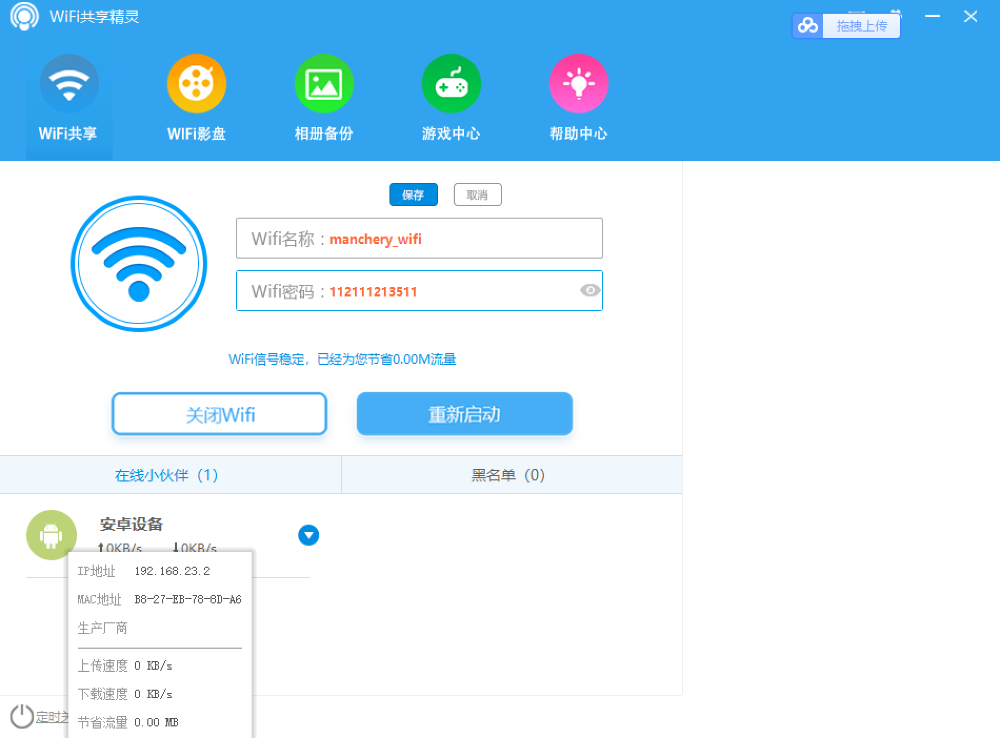 WiFi共享精灵
拖拽上传
WiFi共享
WIFi影盘
相册备份
游戏中心
帮助中心
保存
取消
Wifi名称：manchery_wifi
Wifi密码：112111213511
WiFi信号稳定，已经为您节省0.00M流量
关闭Wifi
重新启动
在线小伙伴（1）
黑名单（0）
安卓设备
↑0KB/s ↓0KB/s
IP地址 192.168.23.2
MAC地址 B8-27-EB-78-8D-A6
生产厂商
上传速度 0 KB/s
下载速度 0 KB/s
定时关
节省流里 0.00 MB